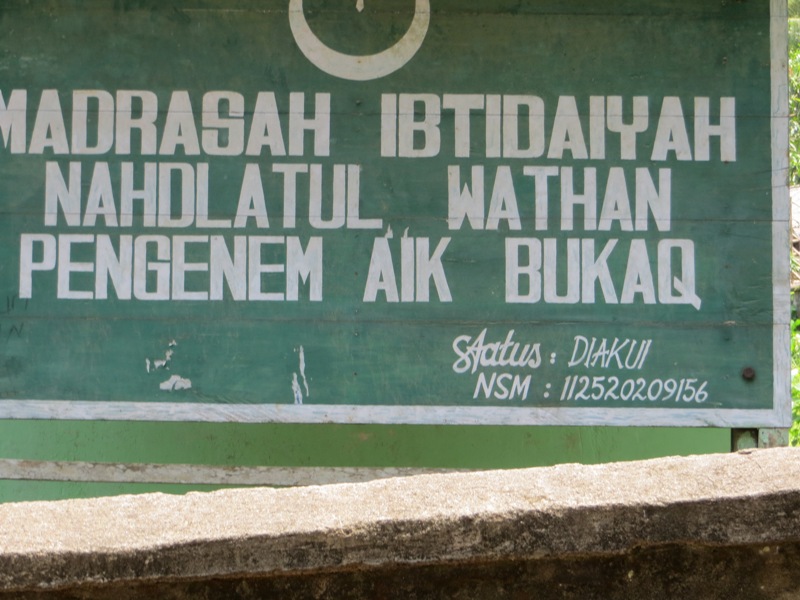 MADRASAH IBTIDAIYAH
NAHDLATUL WATHAN
PENGENEM AIK BUKAQ
Status : DIAKUI
NSM : 112520209156